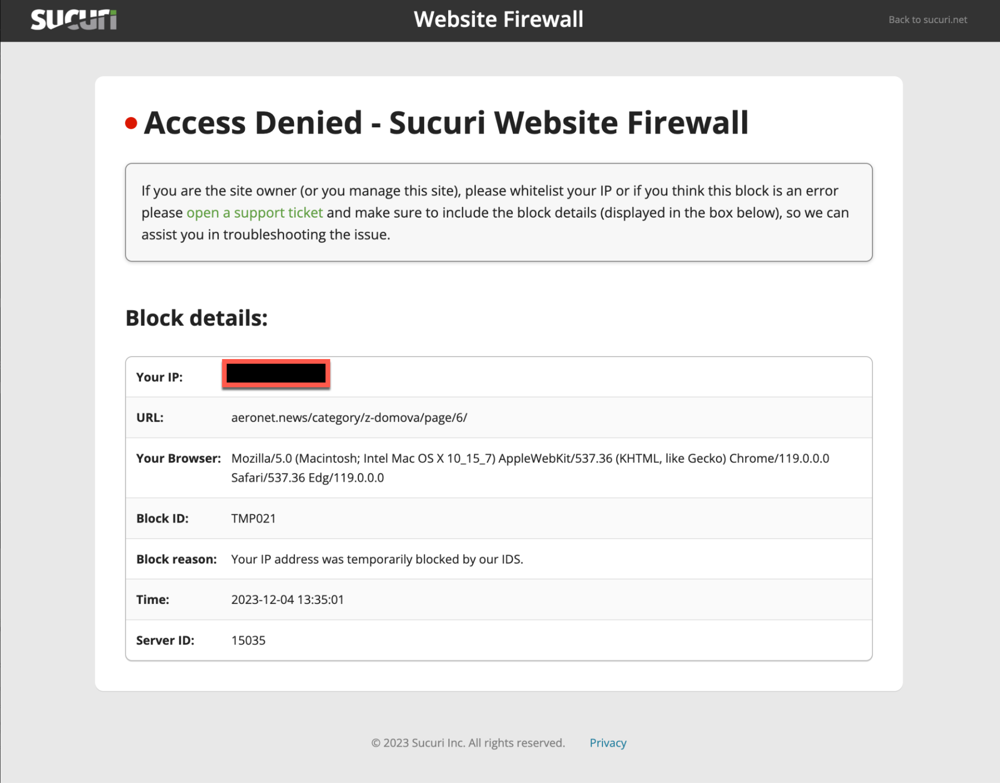 sucuri
Website Firewall
Back to sucuri.net
Access Denied - Sucuri Website Firewall
If you are the site owner (or you manage this site), please whitelist your IP or if you think this block is an error
please open a support ticket and make sure to include the block details (displayed in the box below), so we can
assist you in troubleshooting the issue.
Block details:
Your IP:
URL: aeronet.news/category/z-domova/page/6/
Your Browser: Mozilla/5.0 (Macintosh; Intel Mac OS X 10_15_7) AppleWebKit/537.36 (KHTML, like Gecko) Chrome/119.0.0.0
Safari/537.36 Edg/119.0.0.0
Block ID: TMP021
Block reason: Your IP address was temporarily blocked by our IDS.
Time: 2023-12-04 13:35:01
Server ID: 15035
© 2023 Sucuri Inc. All rights reserved. Privacy